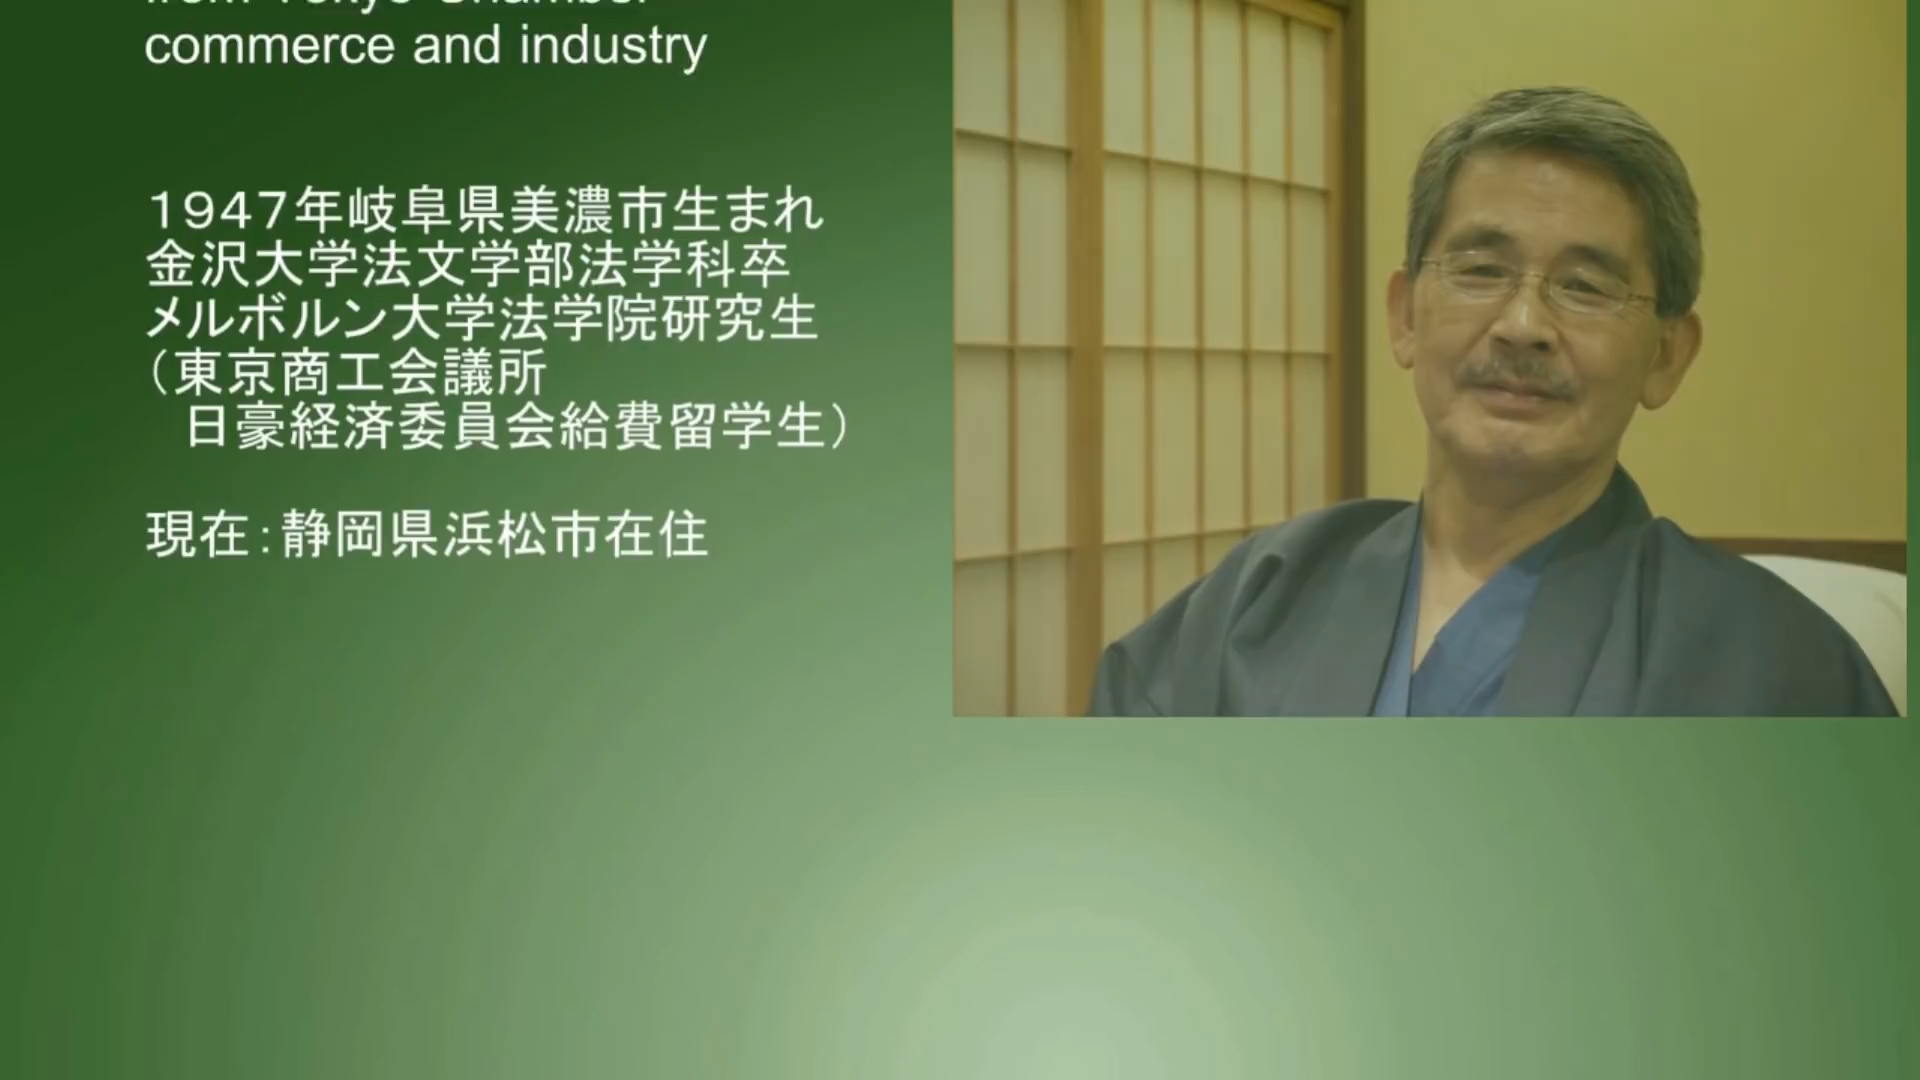 commerce and industry
１９４７年岐阜県美濃市生まれ
金沢大学法文学部法学科卒
メルボルン大学法学院研究生
（東京商工会議所
　日豪経済委員会給費留学生）
現在：静岡県浜松市在住